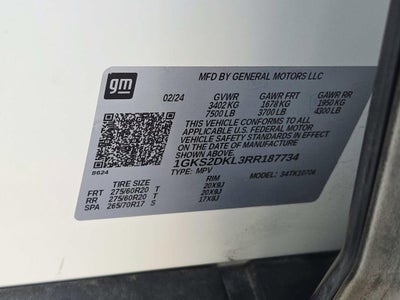 gm
MFD BY GENERAL MOTORS LLC
02/24 GVWR GAWR FRT GAWR RR
3402 KG 1678 KG 1950 KG
7500 LB 3700 LB 4300 LB
THIS VEHICLE CONFORMS TO ALL
APPLICABLE U.S. FEDERAL MOTOR
VEHICLE SAFETY STANDARDS IN
EFFECT ON THE DATE OF MANUFACTURE
SHOWN ABOVE.
1GKS2DKL3RR187734
8624 TYPE: MPV MODEL: 34TK10706
TIRE SIZE RIM
FRT 275/60R20 T 20X9J
RR 275/60R20 T 20X9J
SPA 265/70R17 S 17X8J